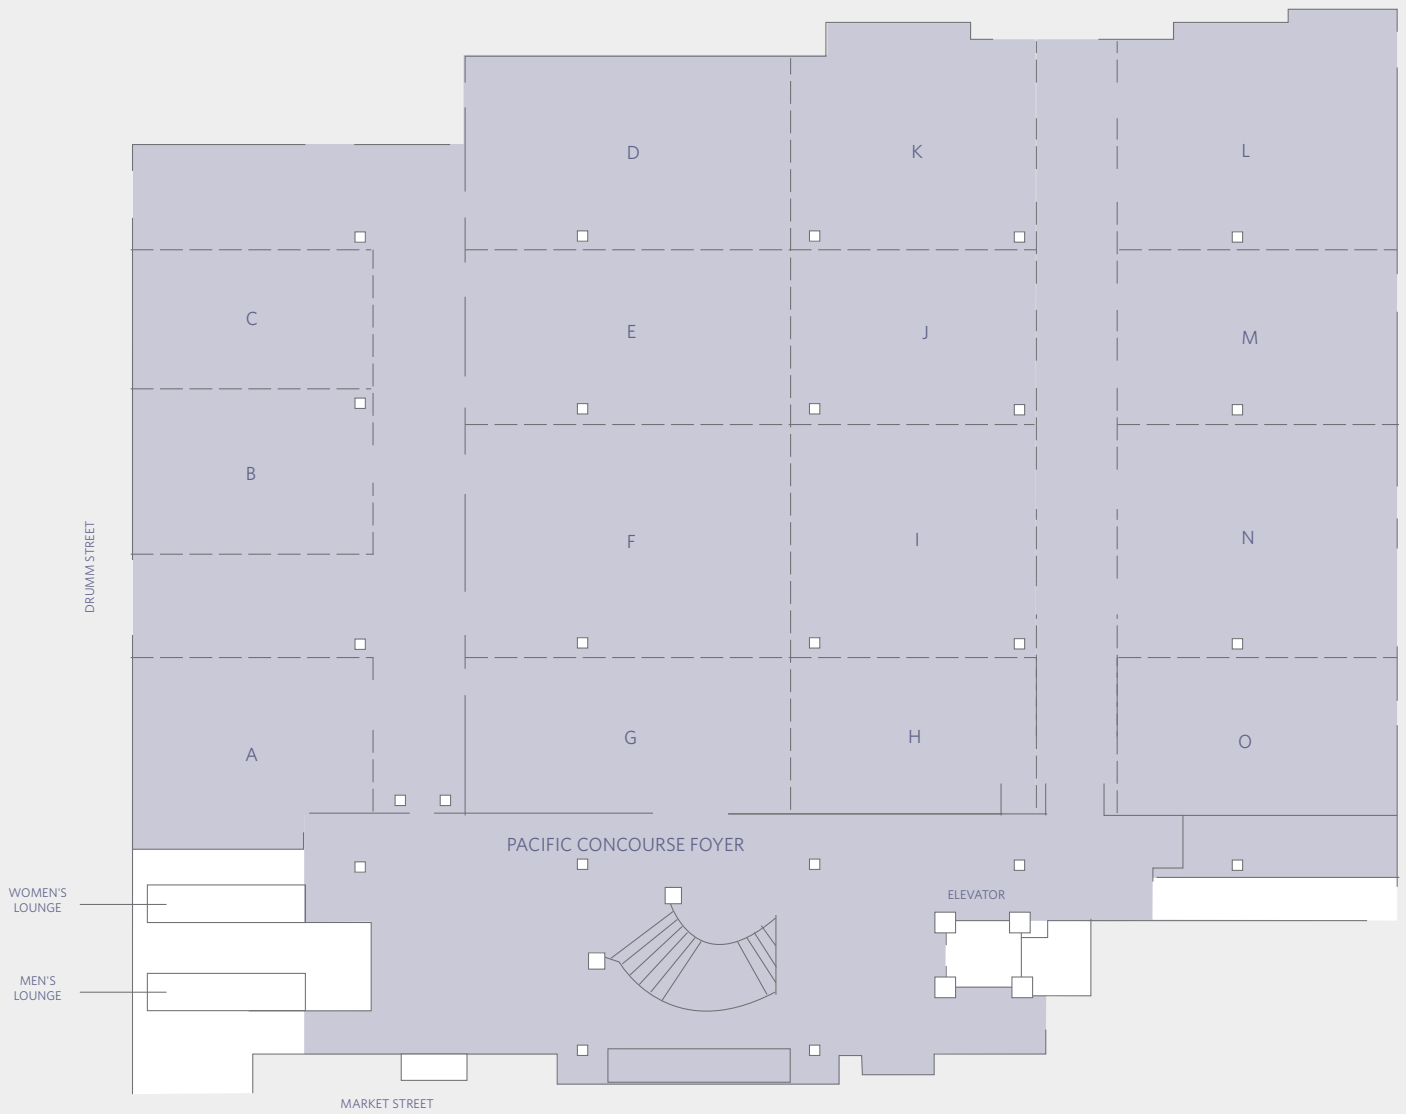 D
K
L
C
E
J
M
B
F
I
N
DRUMM STREET
A
G
H
O
PACIFIC CONCOURSE FOYER
WOMEN'S
LOUNGE
ELEVATOR
MEN'S
LOUNGE
MARKET STREET